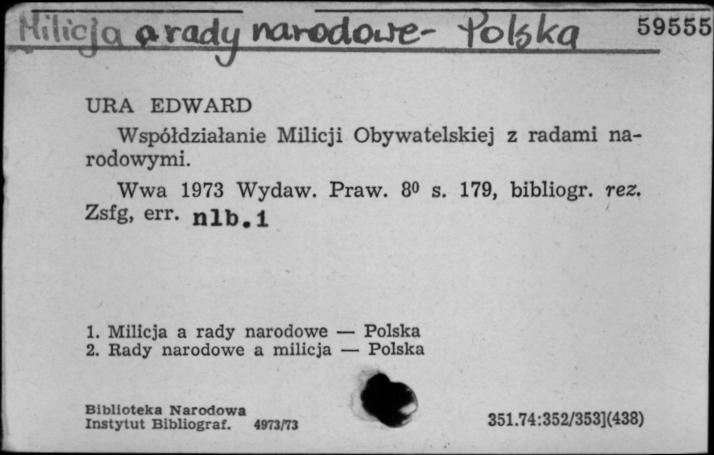 Milicja a rady narodowe - Polska 59555
URA EDWARD
Współdziałanie Milicji Obywatelskiej z radami na-
rodowymi.
Wwa 1973 Wydaw. Praw. 8⁰ s. 179, bibliogr. rez.
Zsfg, err. nlb. 1
1. Milicja a rady narodowe — Polska
2. Rady narodowe a milicja — Polska
Biblioteka Narodowa
Instytut Bibliograf. 4973/73 351.74:352/353](438)